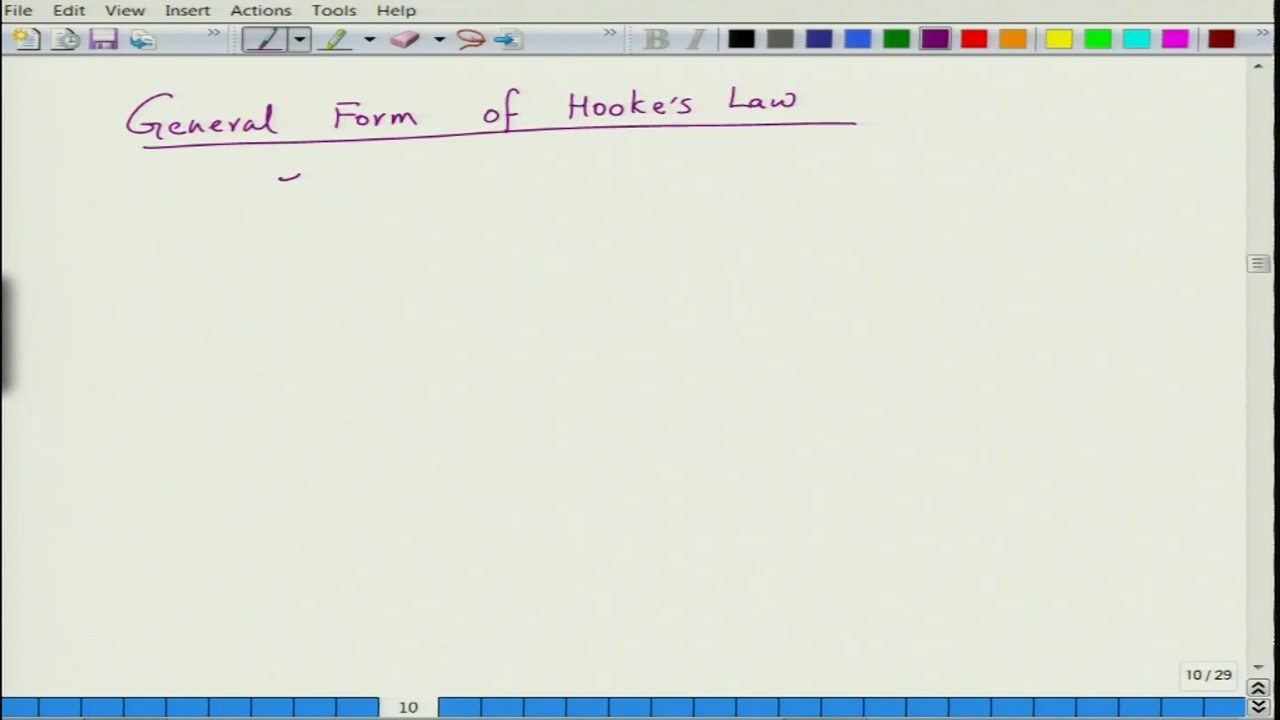 File Edit View Insert Actions Tools Help
B I
General Form of Hooke's Law
10 / 29
10